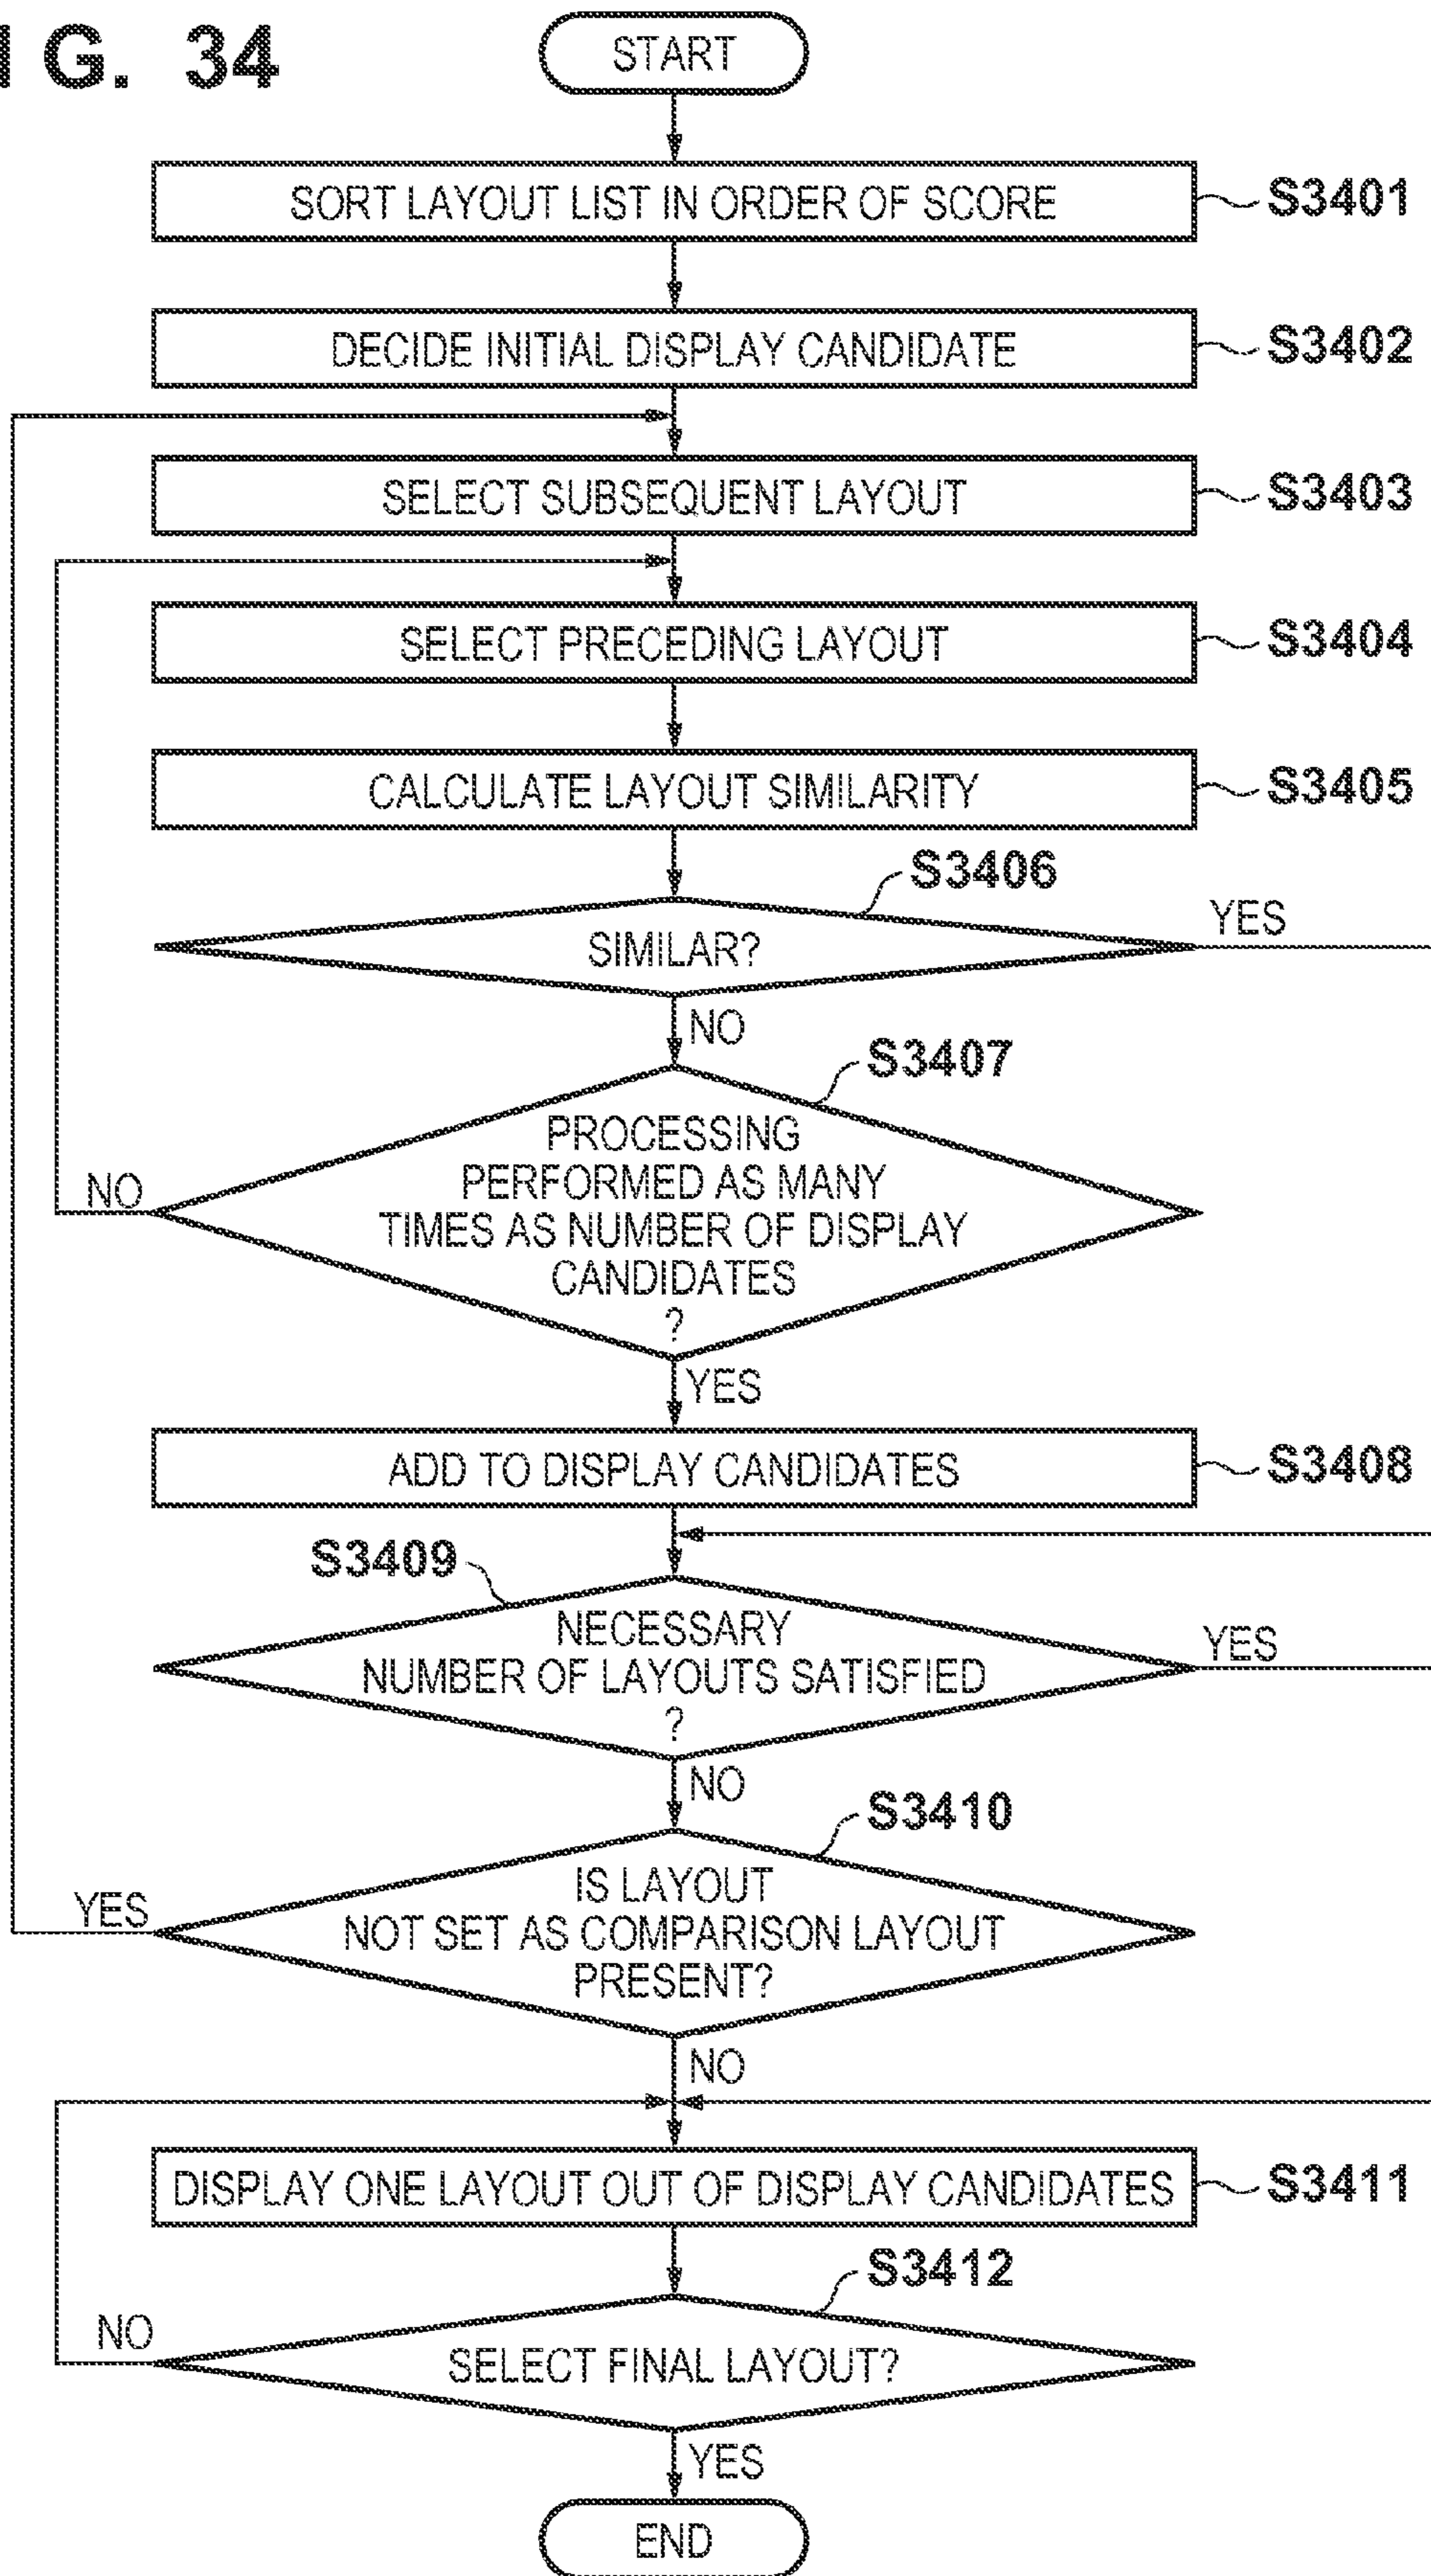 IG. 34
START
SORT LAYOUT LIST IN ORDER OF SCORE
S3401
DECIDE INITIAL DISPLAY CANDIDATE
S3402
SELECT SUBSEQUENT LAYOUT
S3403
SELECT PRECEDING LAYOUT
S3404
CALCULATE LAYOUT SIMILARITY
S3405
S3406
YES
SIMILAR?
NO
S3407
PROCESSING
PERFORMED AS MANY
TIMES AS NUMBER OF DISPLAY
CANDIDATES
?
NO
YES
ADD TO DISPLAY CANDIDATES
S3408
S3409
NECESSARY
NUMBER OF LAYOUTS SATISFIED
?
YES
NO
S3410
IS LAYOUT
NOT SET AS COMPARISON LAYOUT
PRESENT?
YES
NO
DISPLAY ONE LAYOUT OUT OF DISPLAY CANDIDATES
S3411
S3412
NO
SELECT FINAL LAYOUT?
YES
END